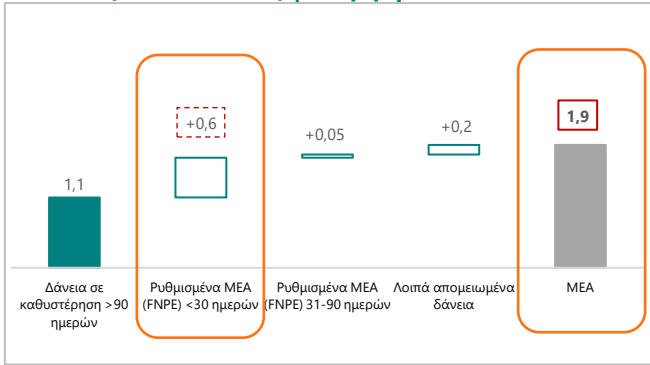 1,1
+0,6
+0,05
+0,2
1,9
Δάνεια σε
καθυστέρηση >90
ημερών
Ρυθμισμένα ΜΕΑ
(FNPE) <30 ημερών
Ρυθμισμένα ΜΕΑ
(FNPE) 31-90 ημερών
Λοιπά απομειωμένα
δάνεια
ΜΕΑ